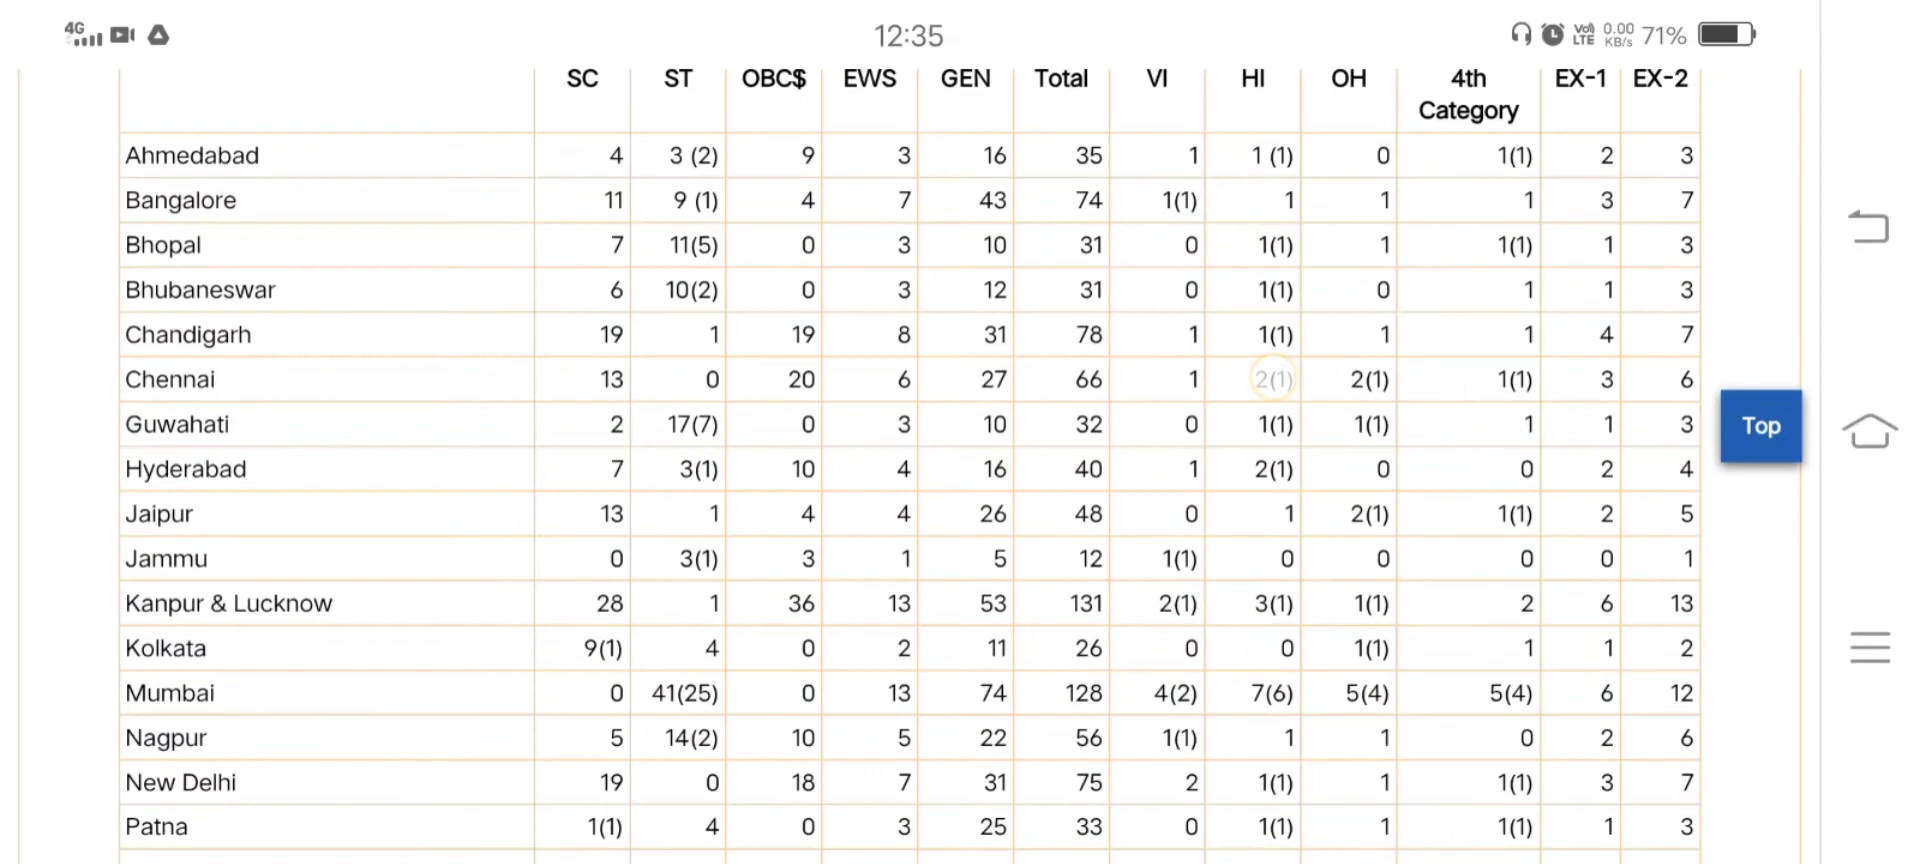 4G 12:35 Vo) LTE 0.00 KB/s 71%
SC ST OBC$ EWS GEN Total VI HI OH 4th Category EX-1 EX-2
Ahmedabad 4 3 (2) 9 3 16 35 1 1 (1) 0 1(1) 2 3
Bangalore 11 9 (1) 4 7 43 74 1(1) 1 1 1 3 7
Bhopal 7 11(5) 0 3 10 31 0 1(1) 1 1(1) 1 3
Bhubaneswar 6 10(2) 0 3 12 31 0 1(1) 0 1 1 3
Chandigarh 19 1 19 8 31 78 1 1(1) 1 1 4 7
Chennai 13 0 20 6 27 66 1 2(1) 2(1) 1(1) 3 6
Guwahati 2 17(7) 0 3 10 32 0 1(1) 1(1) 1 1 3
Top
Hyderabad 7 3(1) 10 4 16 40 1 2(1) 0 0 2 4
Jaipur 13 1 4 4 26 48 0 1 2(1) 1(1) 2 5
Jammu 0 3(1) 3 1 5 12 1(1) 0 0 0 0 1
Kanpur & Lucknow 28 1 36 13 53 131 2(1) 3(1) 1(1) 2 6 13
Kolkata 9(1) 4 0 2 11 26 0 0 1(1) 1 1 2
Mumbai 0 41(25) 0 13 74 128 4(2) 7(6) 5(4) 5(4) 6 12
Nagpur 5 14(2) 10 5 22 56 1(1) 1 1 0 2 6
New Delhi 19 0 18 7 31 75 2 1(1) 1 1(1) 3 7
Patna 1(1) 4 0 3 25 33 0 1(1) 1 1(1) 1 3